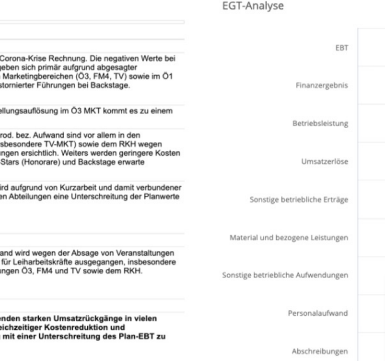 EGT-Analyse
Corona-Krise Rechnung. Die negativen Werte bei
geben sich primär aufgrund abgesagter
Marketingbereichen (Ö3, FM4, TV) sowie im Ö1
stornierter Führungen bei Backstage.
ellungsauflösung im Ö3 MKT kommt es zu einem
rod. bez. Aufwand sind vor allem in den
sbesondere TV-MKT) sowie dem RKH wegen
ngen ersichtlich. Weiters werden geringere Kosten
-Stars (Honorare) und Backstage erwarte
ird aufgrund von Kurzarbeit und damit verbundener
en Abteilungen eine Unterschreitung der Planwerte
and wird wegen der Absage von Veranstaltungen
für Leiharbeitskräfte ausgegangen, insbesondere
ungen Ö3, FM4 und TV sowie dem RKH.
enden starken Umsatzrückgänge in vielen
eichzeitiger Kostenreduktion und
mit einer Unterschreitung des Plan-EBT zu
EBT
Finanzergebnis
Betriebsleistung
Umsatzerlöse
Sonstige betriebliche Erträge
Material und bezogene Leistungen
Sonstige betriebliche Aufwendungen
Personalaufwand
Abschreibungen